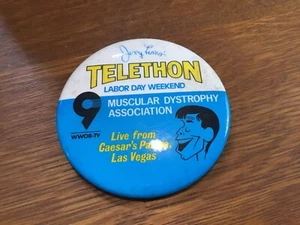 Jerry Lewis'
TELETHON
LABOR DAY WEEKEND
9
WWOR-TV
MUSCULAR DYSTROPHY
ASSOCIATION
Live from
Caesar's Palace,
Las Vegas